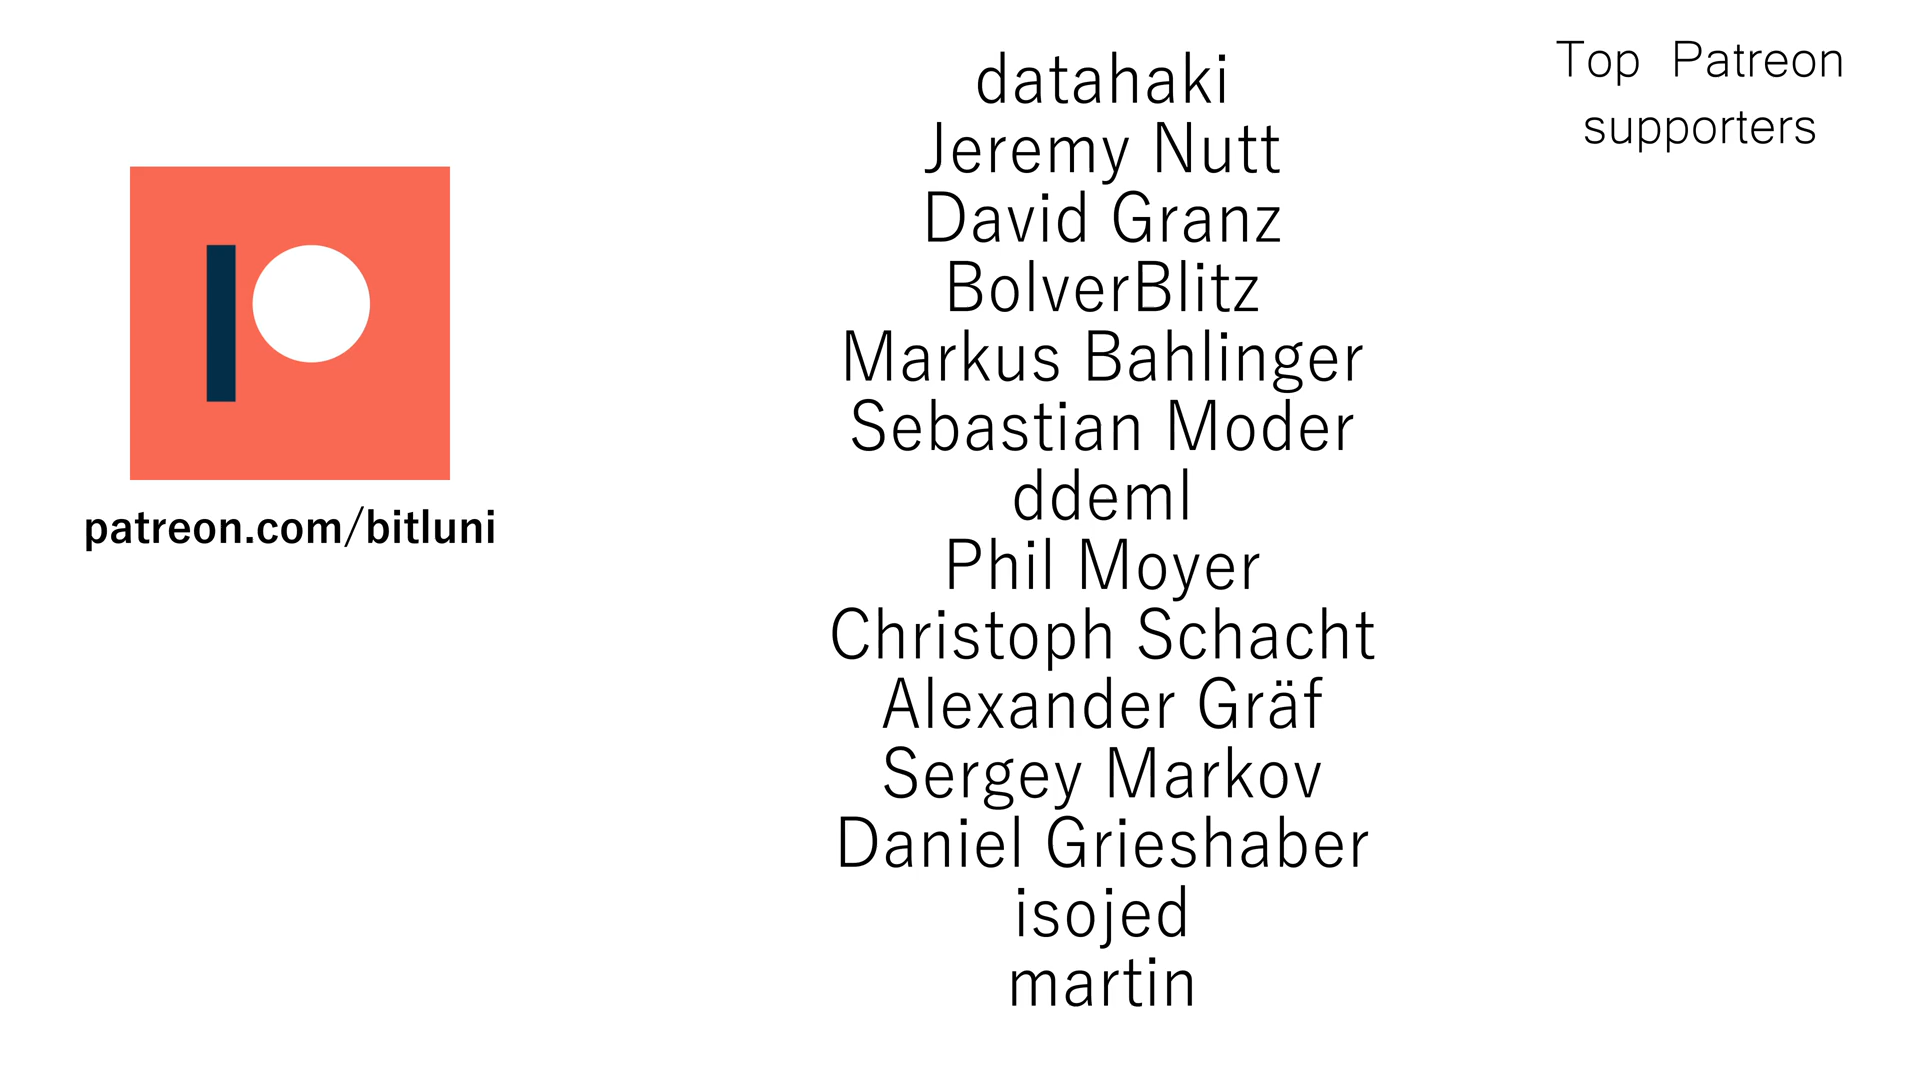 Top Patreon
supporters
datahaki
Jeremy Nutt
David Granz
BolverBlitz
Markus Bahlinger
Sebastian Moder
ddeml
Phil Moyer
Christoph Schacht
Alexander Gräf
Sergey Markov
Daniel Grieshaber
isojed
martin
patreon.com/bitluni